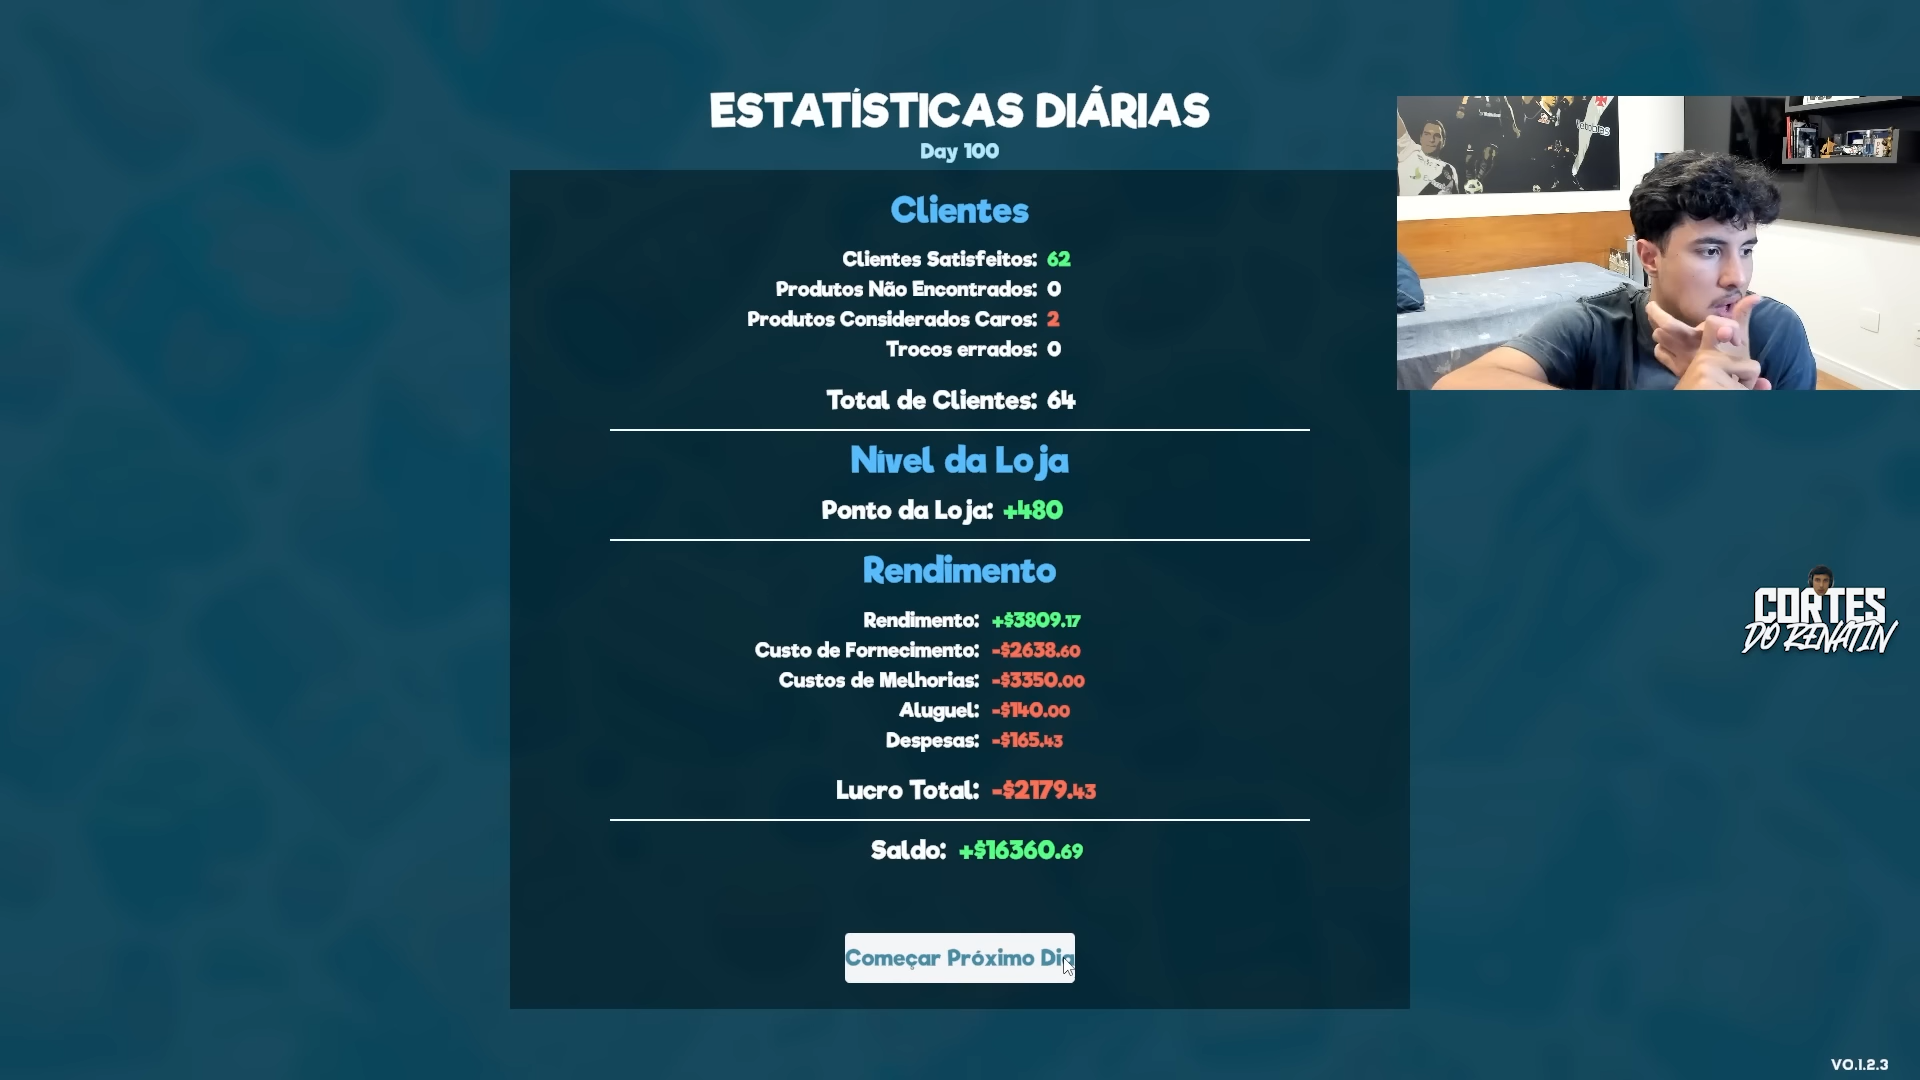 ESTATÍSTICAS DIÁRIAS
Day 100
Clientes
Clientes Satisfeitos: 62
Produtos Não Encontrados: 0
Produtos Considerados Caros: 2
Trocos errados: 0
Total de Clientes: 64
Nível da Loja
Ponto da Loja: +480
Rendimento
Rendimento: +$3809.17
Custo de Fornecimento: -$2638.60
Custos de Melhorias: -$3350.00
Aluguel: -$140.00
Despesas: -$165.43
Lucro Total: -$2179.43
Saldo: +$16360.69
Começar Próximo Dia
CORTES
DO RENATIN
V0.1.2.3